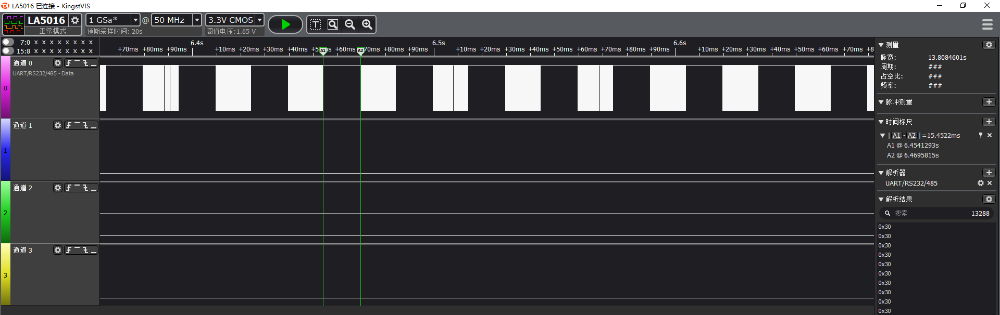 LA5016 已连接 - KingstVIS
LA5016
正常模式
1 GSa* @ 50 MHz
预期采样时间: 20s
3.3V CMOS
阈值电压:1.65 V
T
7:0 x x x x x x x x
15:8 x x x x x x x x
6.4s 6.5s 6.6s
+70ms +80ms +90ms +10ms +20ms +30ms +40ms +60ms +70ms +80ms +90ms +10ms +20ms +30ms +40ms +50ms +60ms +70ms +80ms +90ms +10ms +20ms +30ms +40ms +50ms +60ms +70ms +8
A1 A2
0
通道 0
UART/RS232/485 - Data
1
通道 1
2
通道 2
3
通道 3
测量
脉宽: 13.8084601s
周期: ###
占空比: ###
频率: ###
脉冲测量
时间标尺
| A1 - A2 | =15.4522ms
A1 @ 6.4541293s
A2 @ 6.4695815s
解析器
UART/RS232/485
解析结果
搜索 13288
0x30
0x30
0x30
0x30
0x30
0x30
0x30
0x30
0x30
0x30